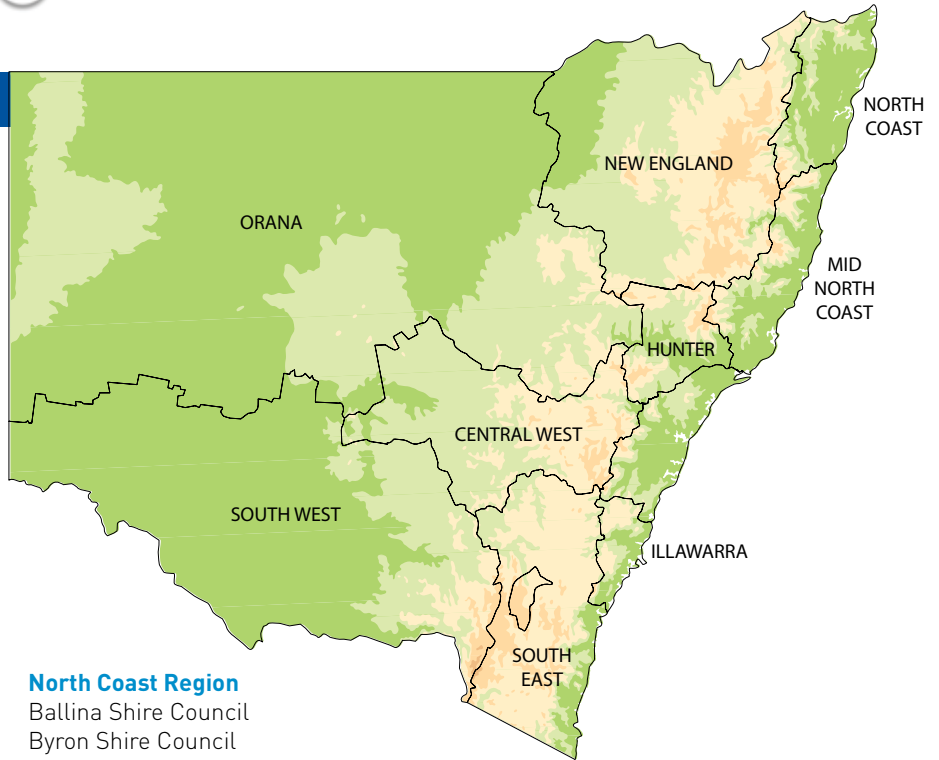 NORTH
COAST
NEW ENGLAND
ORANA
MID
NORTH
COAST
HUNTER
CENTRAL WEST
SOUTH WEST
ILLAWARRA
SOUTH
EAST
North Coast Region
Ballina Shire Council
Byron Shire Council